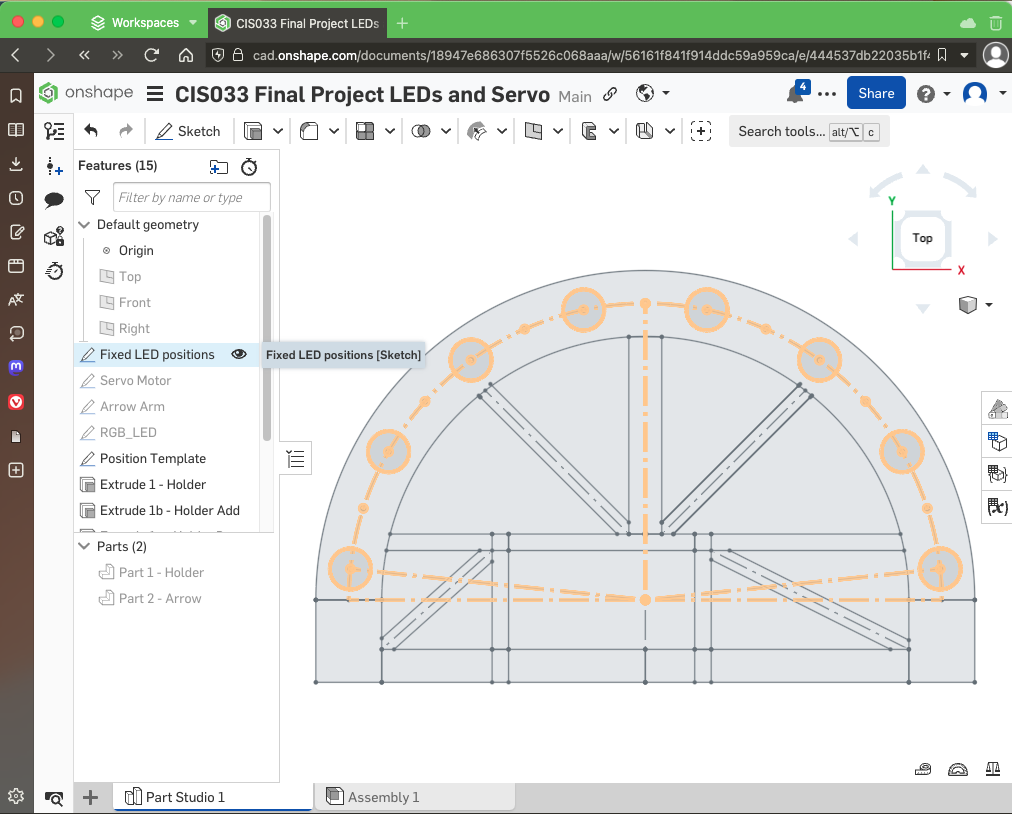 Workspaces
CIS033 Final Project LEDs
cad.onshape.com/documents/18947e686307f5526c068aaa/w/56161f841f914ddc59a959ca/e/444537db22035b1f
onshape
CIS033 Final Project LEDs and Servo
Main
4
Share
Sketch
Search tools... alt/⌥ c
Features (15)
Filter by name or type
Default geometry
Origin
Top
Front
Right
Fixed LED positions
Fixed LED positions [Sketch]
Servo Motor
Arrow Arm
RGB_LED
Position Template
Extrude 1 - Holder
Extrude 1b - Holder Add
Parts (2)
Part 1 - Holder
Part 2 - Arrow
Y
Top
X
(x)
Part Studio 1
Assembly 1